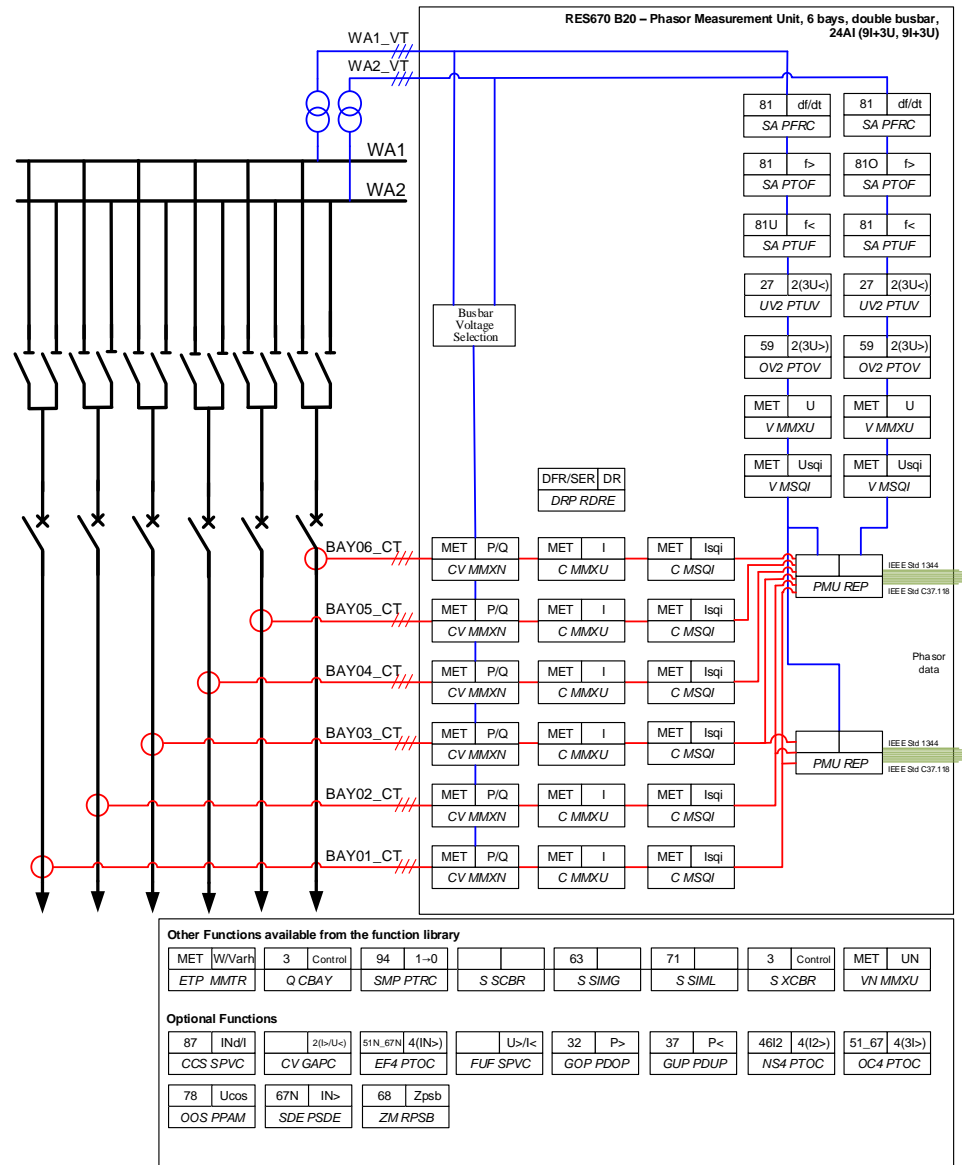 RES670 B20 – Phasor Measurement Unit, 6 bays, double busbar,
24AI (9I+3U, 9I+3U)
WA1_VT
WA2_VT
WA1
WA2
81 df/dt
SA PFRC
81 df/dt
SA PFRC
81 f>
SA PTOF
81O f>
SA PTOF
81U f<
SA PTUF
81 f<
SA PTUF
27 2(3U<)
UV2 PTUV
27 2(3U<)
UV2 PTUV
59 2(3U>)
OV2 PTOV
59 2(3U>)
OV2 PTOV
MET U
V MMXU
MET U
V MMXU
MET Usqi
V MSQI
MET Usqi
V MSQI
Busbar
Voltage
Selection
DFR/SER DR
DRP RDRE
BAY06_CT
MET P/Q
CV MMXN
MET I
C MMXU
MET Isqi
C MSQI
PMU REP
IEEE Std 1344
IEEE Std C37.118
BAY05_CT
MET P/Q
CV MMXN
MET I
C MMXU
MET Isqi
C MSQI
Phasor
data
BAY04_CT
MET P/Q
CV MMXN
MET I
C MMXU
MET Isqi
C MSQI
BAY03_CT
MET P/Q
CV MMXN
MET I
C MMXU
MET Isqi
C MSQI
PMU REP
IEEE Std 1344
IEEE Std C37.118
BAY02_CT
MET P/Q
CV MMXN
MET I
C MMXU
MET Isqi
C MSQI
BAY01_CT
MET P/Q
CV MMXN
MET I
C MMXU
MET Isqi
C MSQI
Other Functions available from the function library
MET W/Varh
ETP MMTR
3 Control
Q CBAY
94 1→0
SMP PTRC
S SCBR
63
S SIMG
71
S SIML
3 Control
S XCBR
MET UN
VN MMXU
Optional Functions
87 INd/I
CCS SPVC
2(I>/U<)
CV GAPC
51N_67N 4(IN>)
EF4 PTOC
U>/I<
FUF SPVC
32 P>
GOP PDOP
37 P<
GUP PDUP
46I2 4(I2>)
NS4 PTOC
51_67 4(3I>)
OC4 PTOC
78 Ucos
OOS PPAM
67N IN>
SDE PSDE
68 Zpsb
ZM RPSB